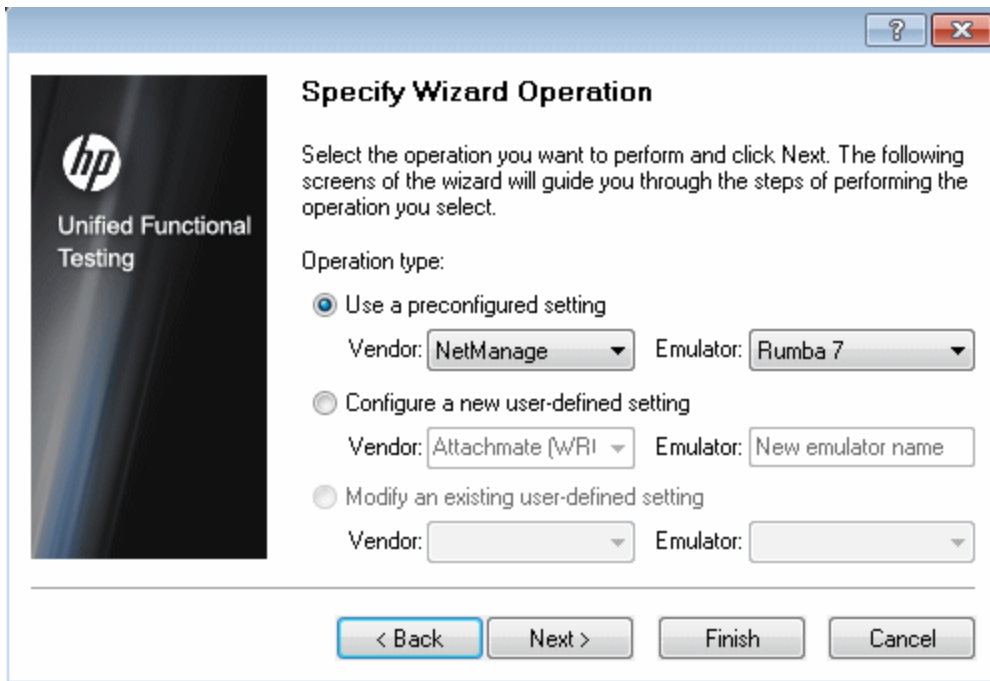 ?
hp
Unified Functional
Testing
Specify Wizard Operation
Select the operation you want to perform and click Next. The following
screens of the wizard will guide you through the steps of performing the
operation you select.
Operation type:
Use a preconfigured setting
Vendor: NetManage Emulator: Rumba 7
Configure a new user-defined setting
Vendor: Attachmate (WR Emulator: New emulator name
Modify an existing user-defined setting
Vendor: Emulator:
< Back Next > Finish Cancel